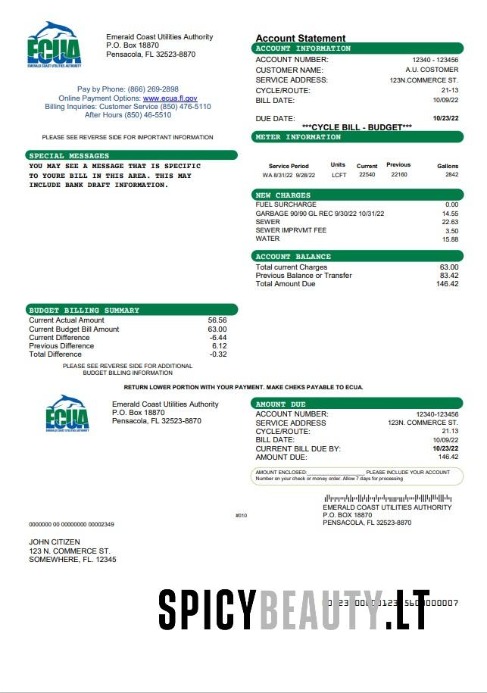 ECUA
EMERALD COAST UTILITIES AUTHORITY
Emerald Coast Utilities Authority
P.O. Box 18870
Pensacola, FL 32523-8870
Pay by Phone: (866) 269-2898
Online Payment Options: www.ecua.fl.gov
Billing Inquiries: Customer Service (850) 476-5110
After Hours (850) 46-5510
PLEASE SEE REVERSE SIDE FOR IMPORTANT INFORMATION
SPECIAL MESSAGES
YOU MAY SEE A MESSAGE THAT IS SPECIFIC
TO YOURE BILL IN THIS AREA. THIS MAY
INCLUDE BANK DRAFT INFORMATION.
Account Statement
ACCOUNT INFORMATION
ACCOUNT NUMBER: 12340 - 123456
CUSTOMER NAME: A.U. COSTOMER
SERVICE ADDRESS: 123N.COMMERCE ST.
CYCLE/ROUTE: 21-13
BILL DATE: 10/09/22
DUE DATE: 10/23/22
***CYCLE BILL - BUDGET***
METER INFORMATION
Service Period Units Current Previous Gallons
WA 8/31/22 9/28/22 LCFT 22540 22160 2842
NEW CHARGES
FUEL SURCHARGE 0.00
GARBAGE 90/90 GL REC 9/30/22 10/31/22 14.55
SEWER 22.63
SEWER IMPRVMT FEE 3,50
WATER 15.88
ACCOUNT BALANCE
Total current Charges 63.00
Previous Balance or Transfer 83.42
Total Amount Due 146.42
BUDGET BILLING SUMMARY
Current Actual Amount 56.56
Current Budget Bill Amount 63.00
Current Difference -6.44
Previous Difference 6.12
Total Difference -0.32
PLEASE SEE REVERSE SIDE FOR ADDITIONAL
BUDGET BILLING INFORMATION
RETURN LOWER PORTION WITH YOUR PAYMENT. MAKE CHEKS PAYABLE TO ECUA.
ECUA
EMERALD COAST UTILITIES AUTHORITY
Emerald Coast Utilities Authority
P.O. Box 18870
Pensacola, FL 32523-8870
AMOUNT DUE
ACCOUNT NUMBER: 12340-123456
SERVICE ADDRESS 123N. COMMERCE ST.
CYCLE/ROUTE: 21.13
BILL DATE: 10/09/22
CURRENT BILL DUE BY: 10/23/22
AMOUNT DUE: 146.42
AMOUNT ENCLOSED: PLEASE INCLUDE YOUR ACCOUNT
Number on your check or money order. Allow 7 days for processing
EMERALD COAST UTILITIES AUTHORITY
P.O. BOX 18870
PENSACOLA, FL 32523-8870
#010
0000000 00 00000000 00002349
JOHN CITIZEN
123 N. COMMERCE ST.
SOMEWHERE, FL. 12345
SPICYBEAUTY.LT